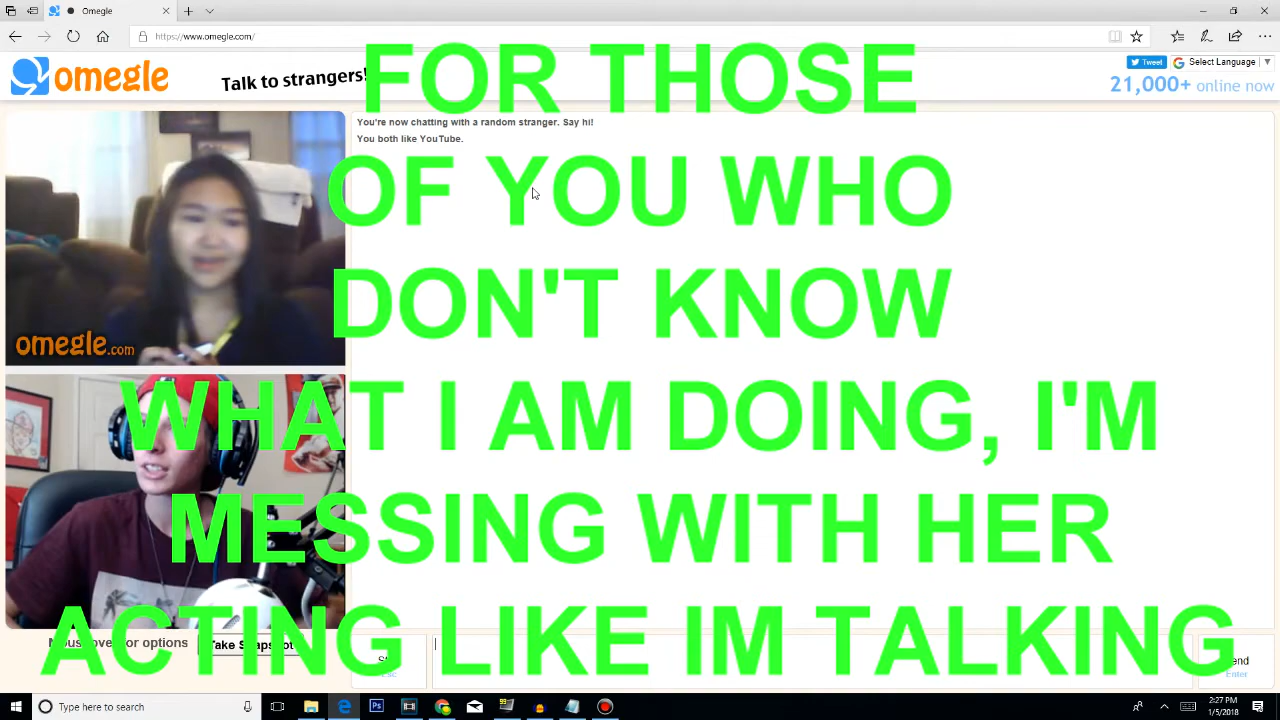 Omegle
https://www.omegle.com/
omegle
Talk to strangers!
Tweet
Select Language
21,000+ online now
You're now chatting with a random stranger. Say hi!
You both like YouTube.
FOR THOSE
OF YOU WHO
DON'T KNOW
WHAT I AM DOING, I'M
MESSING WITH HER
ACTING LIKE IM TALKING
omegle.com
Enter
Type here to search
2:27 PM
1/5/2018